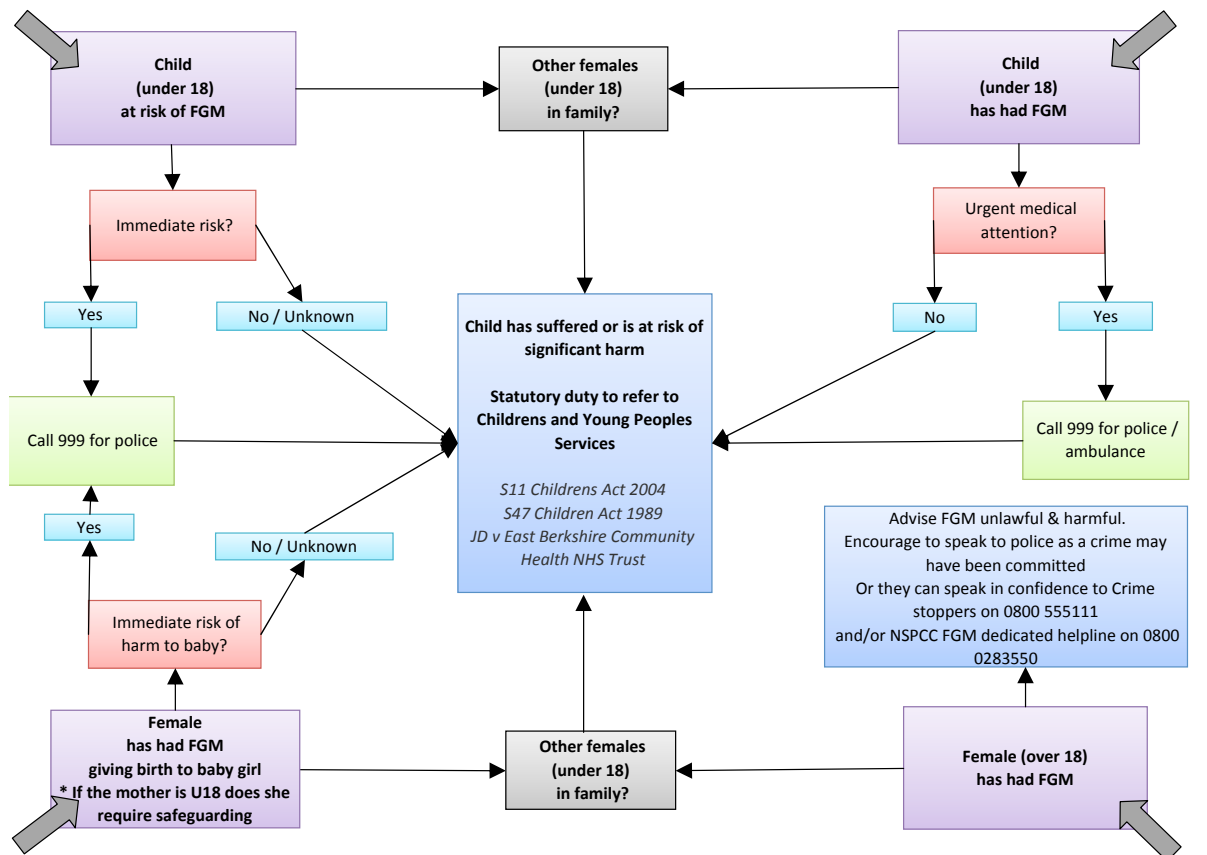 Child
(under 18)
at risk of FGM
Other females
(under 18)
in family?
Child
(under 18)
has had FGM
Immediate risk?
Urgent medical
attention?
Yes
No / Unknown
No
Yes
Child has suffered or is at risk of
significant harm
Statutory duty to refer to
Childrens and Young Peoples
Services
S11 Childrens Act 2004
S47 Children Act 1989
JD v East Berkshire Community
Health NHS Trust
Call 999 for police
Call 999 for police /
ambulance
Yes
No / Unknown
Advise FGM unlawful & harmful.
Encourage to speak to police as a crime may
have been committed
Or they can speak in confidence to Crime
stoppers on 0800 555111
and/or NSPCC FGM dedicated helpline on 0800
0283550
Immediate risk of
harm to baby?
Female
has had FGM
giving birth to baby girl
* If the mother is U18 does she
require safeguarding
Other females
(under 18)
in family?
Female (over 18)
has had FGM